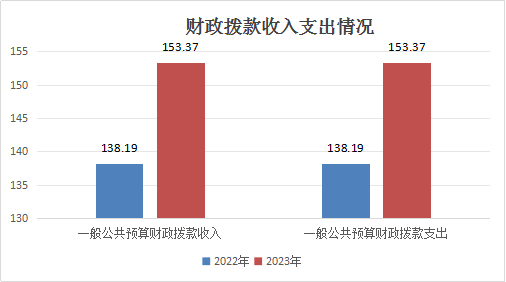 财政拨款收入支出情况
155
150
145
140
135
130
138.19
153.37
138.19
153.37
一般公共预算财政拨款收入
一般公共预算财政拨款支出
2022年
2023年